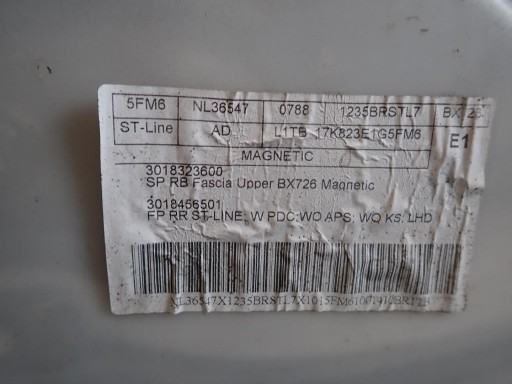 5FM6 NL36547 0788 1235BRSTL7 BX726
ST-Line AD L1TB 17K823E1G5FM6 E1
MAGNETIC
3018323600
SP RB Fascia Upper BX726 Magnetic
3018456501
FP RR ST-LINE; W PDC;WO APS; WO KS; LHD